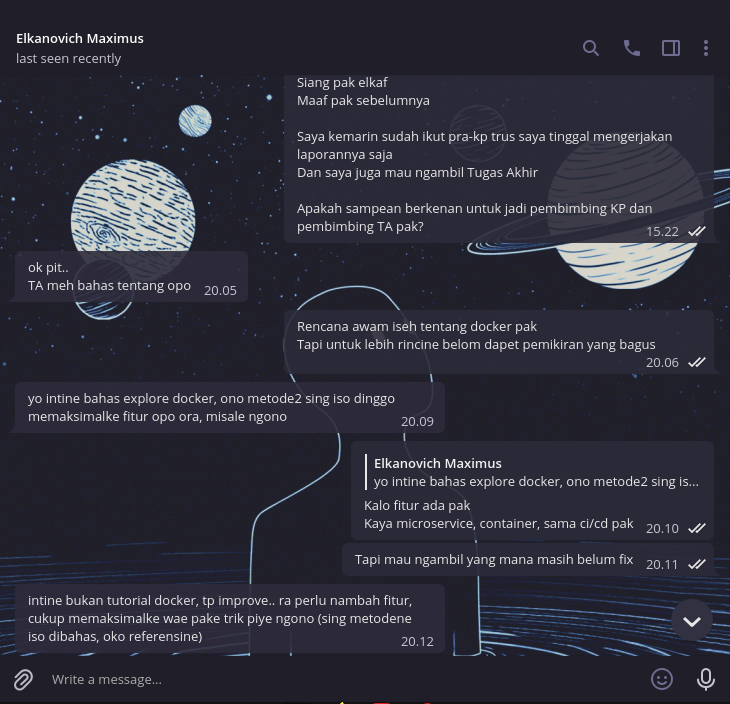 Elkanovich Maximus
last seen recently
Siang pak elkaf
Maaf pak sebelumnya
Saya kemarin sudah ikut pra-kp trus saya tinggal mengerjakan
laporannya saja
Dan saya juga mau ngambil Tugas Akhir
Apakah sampean berkenan untuk jadi pembimbing KP dan
pembimbing TA pak?
15.22
ok pit..
TA meh bahas tentang opo
20.05
Rencana awam iseh tentang docker pak
Tapi untuk lebih rincine belom dapet pemikiran yang bagus
20.06
yo intine bahas explore docker, ono metode2 sing iso dinggo
memaksimalke fitur opo ora, misale ngono
20.09
Elkanovich Maximus
yo intine bahas explore docker, ono metode2 sing is...
Kalo fitur ada pak
Kaya microservice, container, sama ci/cd pak
20.10
Tapi mau ngambil yang mana masih belum fix
20.11
intine bukan tutorial docker, tp improve.. ra perlu nambah fitur,
cukup memaksimalke wae pake trik piye ngono (sing metodene
iso dibahas, oko referensine)
20.12
Write a message...